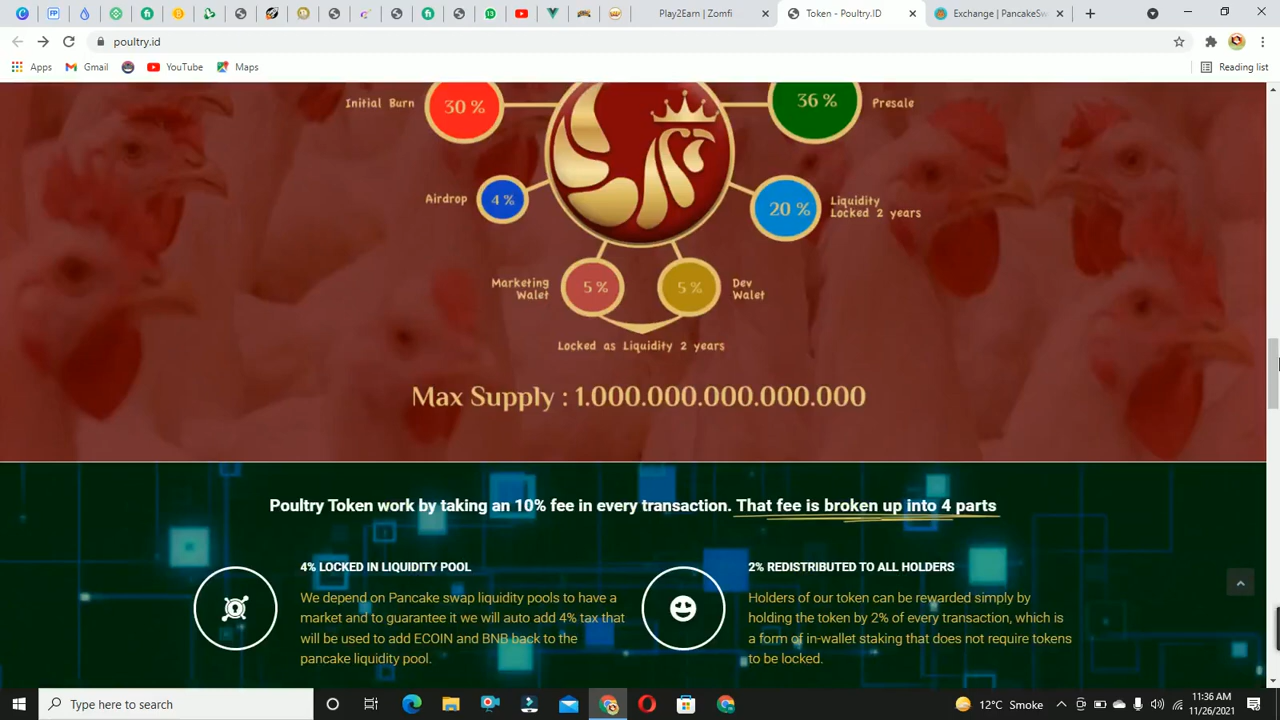 Play2Earn | Zomfi
Token - Poultry.ID
Exchange | PancakeSw
poultry.id
Apps
Gmail
YouTube
Maps
Reading list
Initial Burn
30 %
36 %
Presale
Airdrop
4 %
20 %
Liquidity
Locked 2 years
Marketing
Walet
5 %
5 %
Dev
Walet
Locked as Liquidity 2 years
Max Supply : 1.000.000.000.000.000
Poultry Token work by taking an 10% fee in every transaction. That fee is broken up into 4 parts
4% LOCKED IN LIQUIDITY POOL
We depend on Pancake swap liquidity pools to have a
market and to guarantee it we will auto add 4% tax that
will be used to add ECOIN and BNB back to the
pancake liquidity pool.
2% REDISTRIBUTED TO ALL HOLDERS
Holders of our token can be rewarded simply by
holding the token by 2% of every transaction, which is
a form of in-wallet staking that does not require tokens
to be locked.
Type here to search
12°C Smoke
11:36 AM
11/26/2021